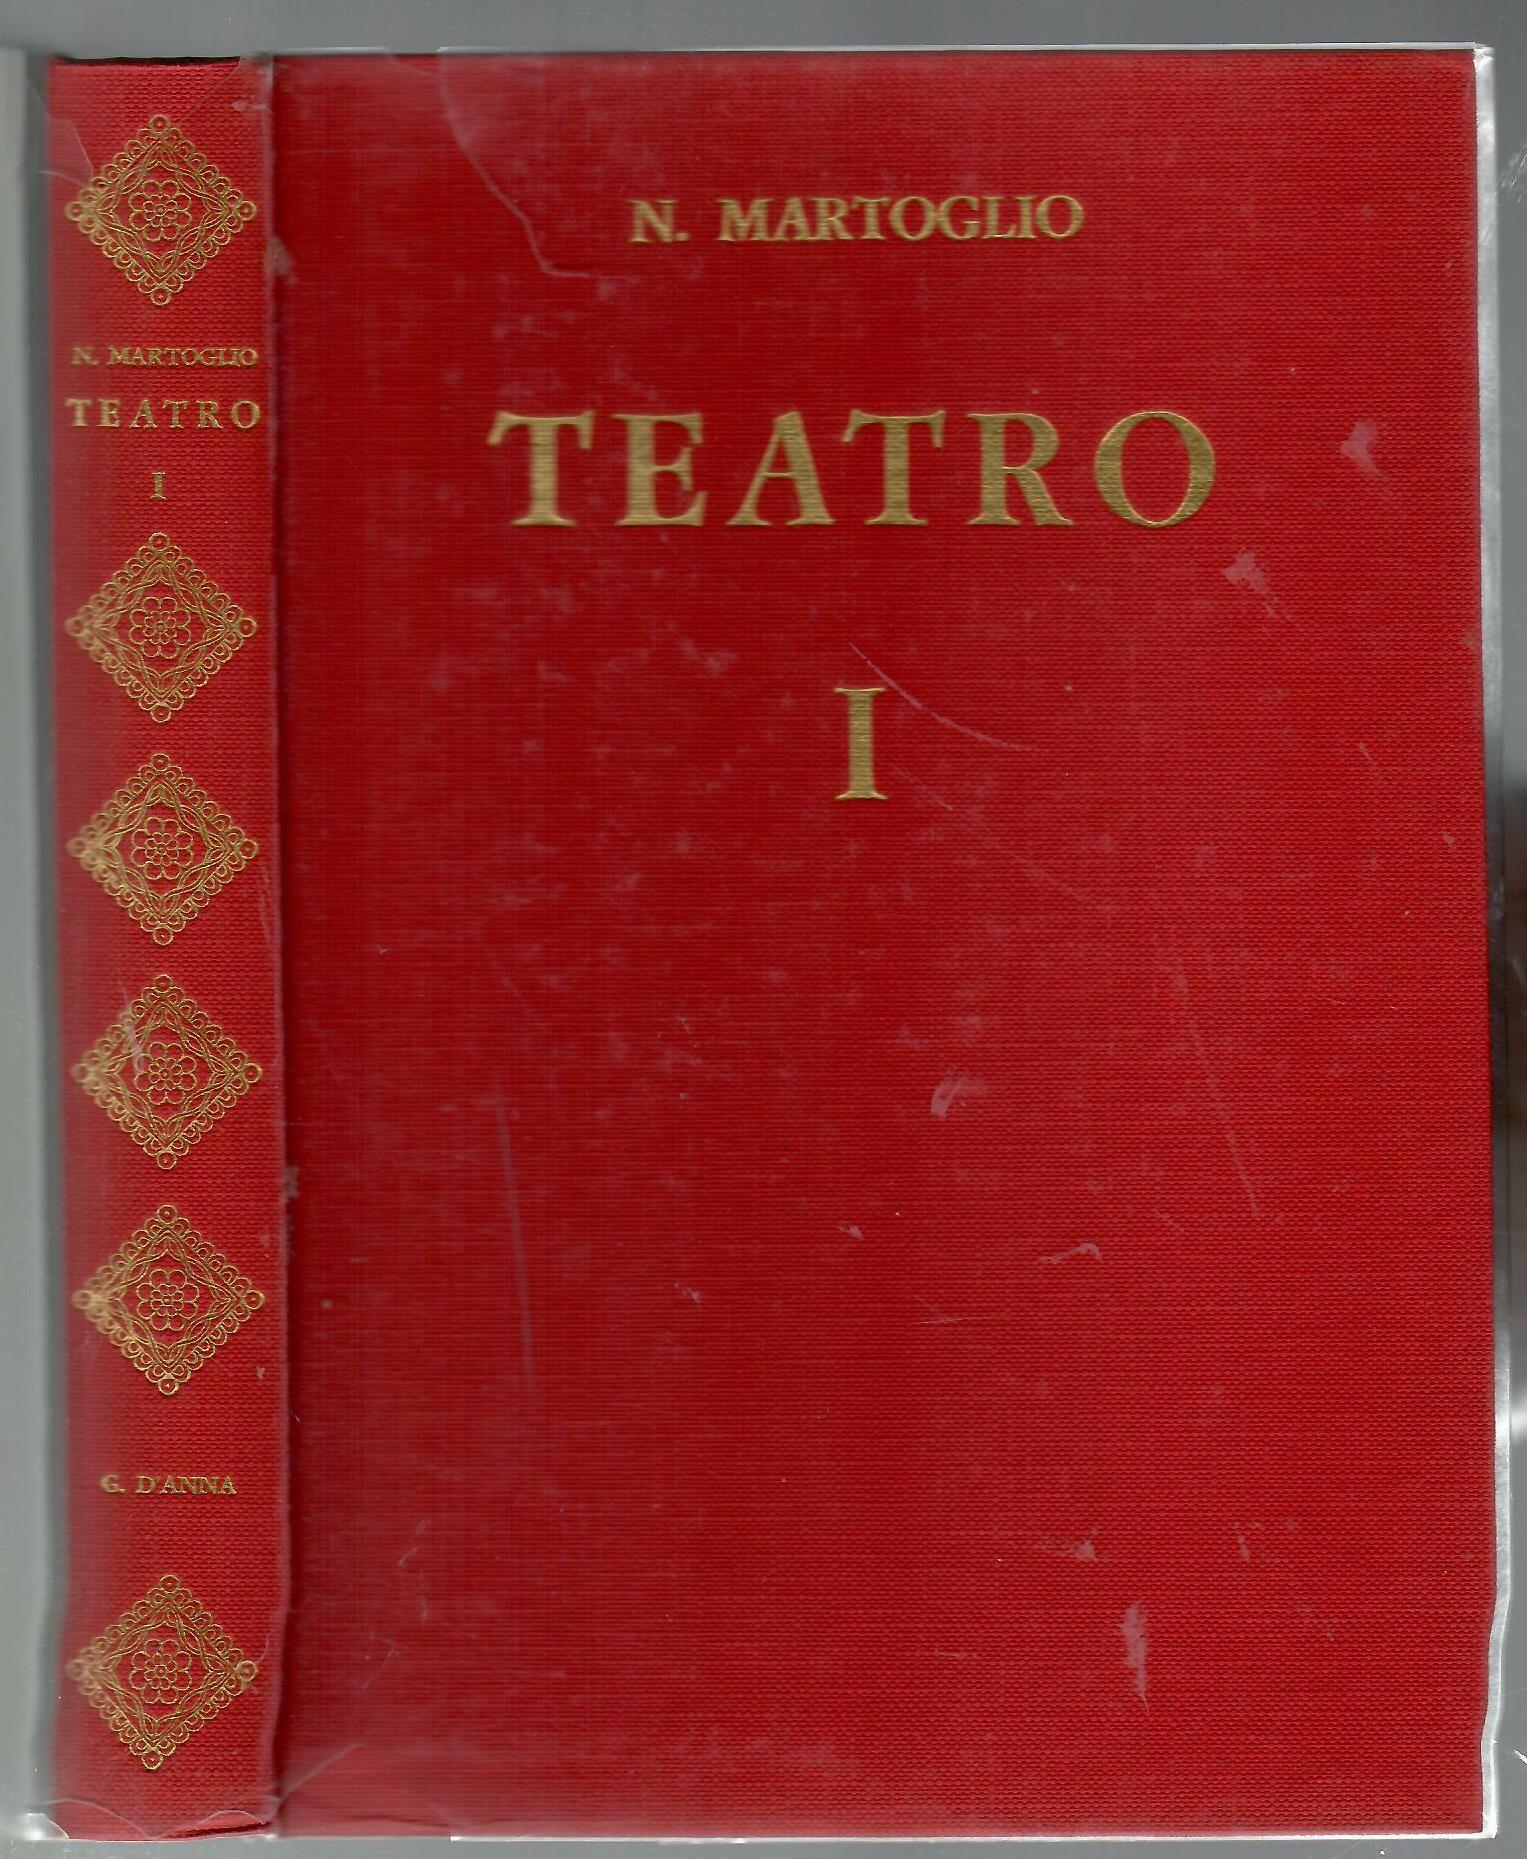 N. MARTOGLIO
TEATRO
I
G. D'ANNA
N. MARTOGLIO
TEATRO
I